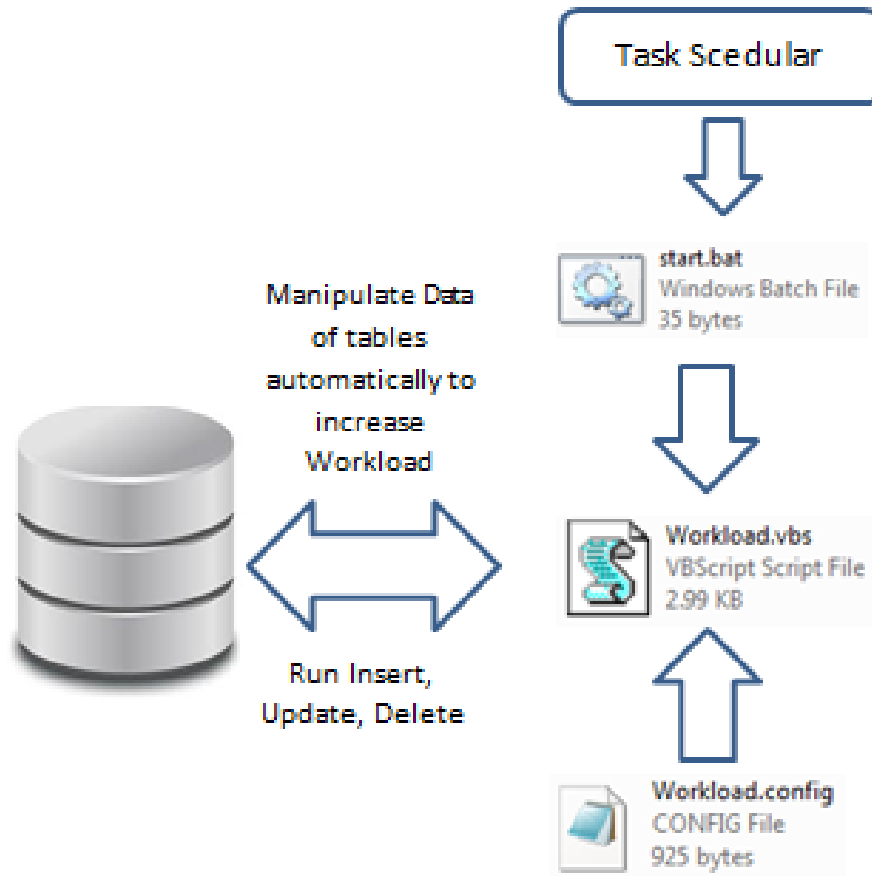 Task Scedular
start.bat
Windows Batch File
35 bytes
Manipulate Data
of tables
automatically to
increase
Workload
Workload.vbs
VBScript Script File
2.99 KB
Run Insert,
Update, Delete
Workload.config
CONFIG File
925 bytes